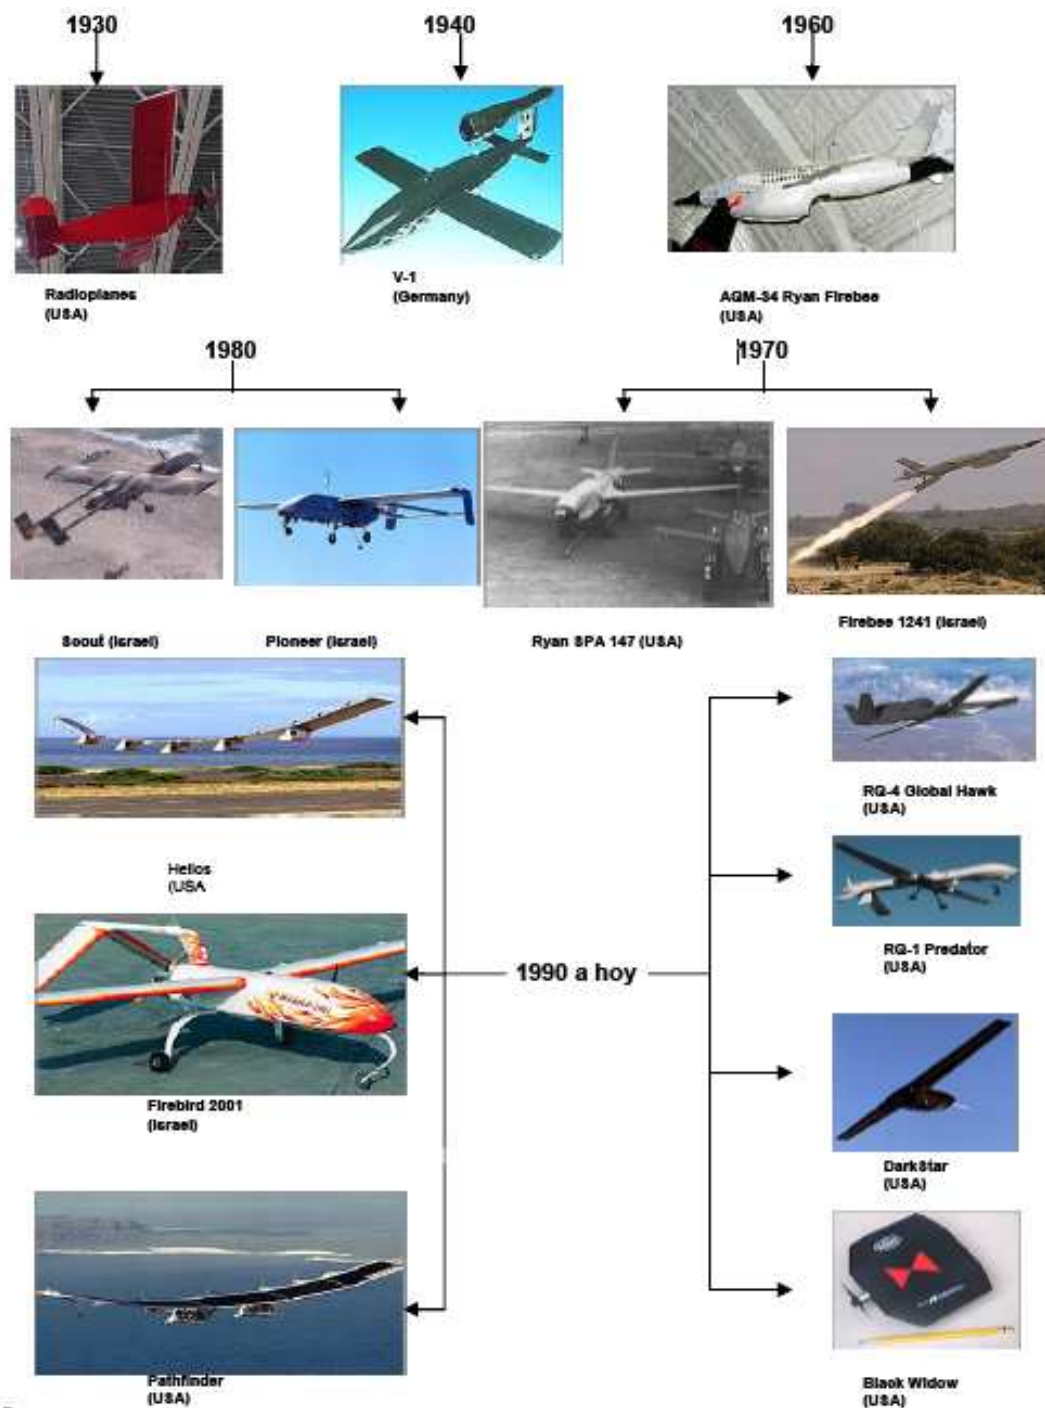 1930
1940
1960
Radioplanes
(USA)
V-1
(Germany)
AQM-34 Ryan Firebee
(USA)
1980
1970
Scout (Israel)
Pioneer (Israel)
Ryan SPA 147 (USA)
Firebee 1241 (Israel)
Helios
(USA
RQ-4 Global Hawk
(USA)
RQ-1 Predator
(USA)
1990 a hoy
Firebird 2001
(Israel)
DarkStar
(USA)
Pathfinder
(USA)
Black Widow
(USA)